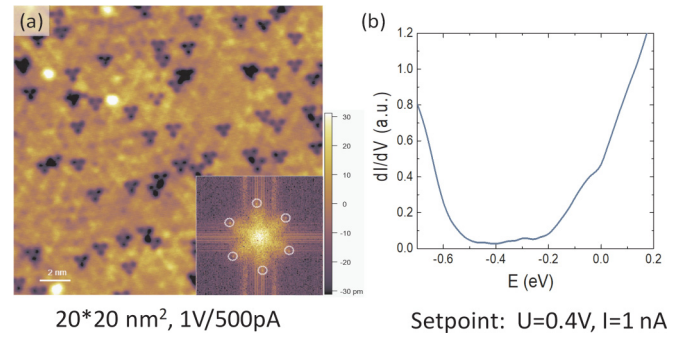 (a)
30
20
10
0
-10
-20
-30 pm
2 nm
20*20 nm², 1V/500pA
(b)
1.2
1.0
0.8
0.6
0.4
0.2
0.0
dI/dV (a.u.)
-0.6 -0.4 -0.2 0.0 0.2
E (eV)
Setpoint: U=0.4V, I=1 nA